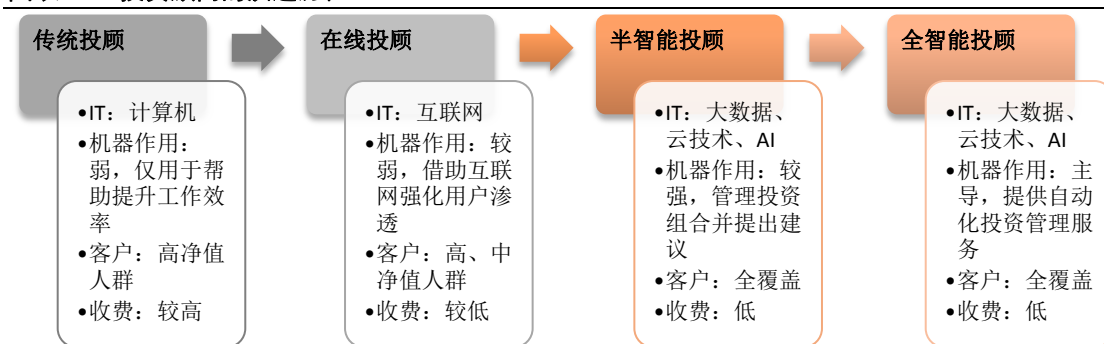 传统投顾
•IT：计算机
•机器作用：
弱，仅用于帮
助提升工作效
率
•客户：高净值
人群
•收费：较高
在线投顾
•IT：互联网
•机器作用：较
弱，借助互联
网强化用户渗
透
•客户：高、中
净值人群
•收费：较低
半智能投顾
•IT：大数据、
云技术、AI
•机器作用：较
强，管理投资
组合并提出建
议
•客户：全覆盖
•收费：低
全智能投顾
•IT：大数据、
云技术、AI
•机器作用：主
导，提供自动
化投资管理服
务
•客户：全覆盖
•收费：低